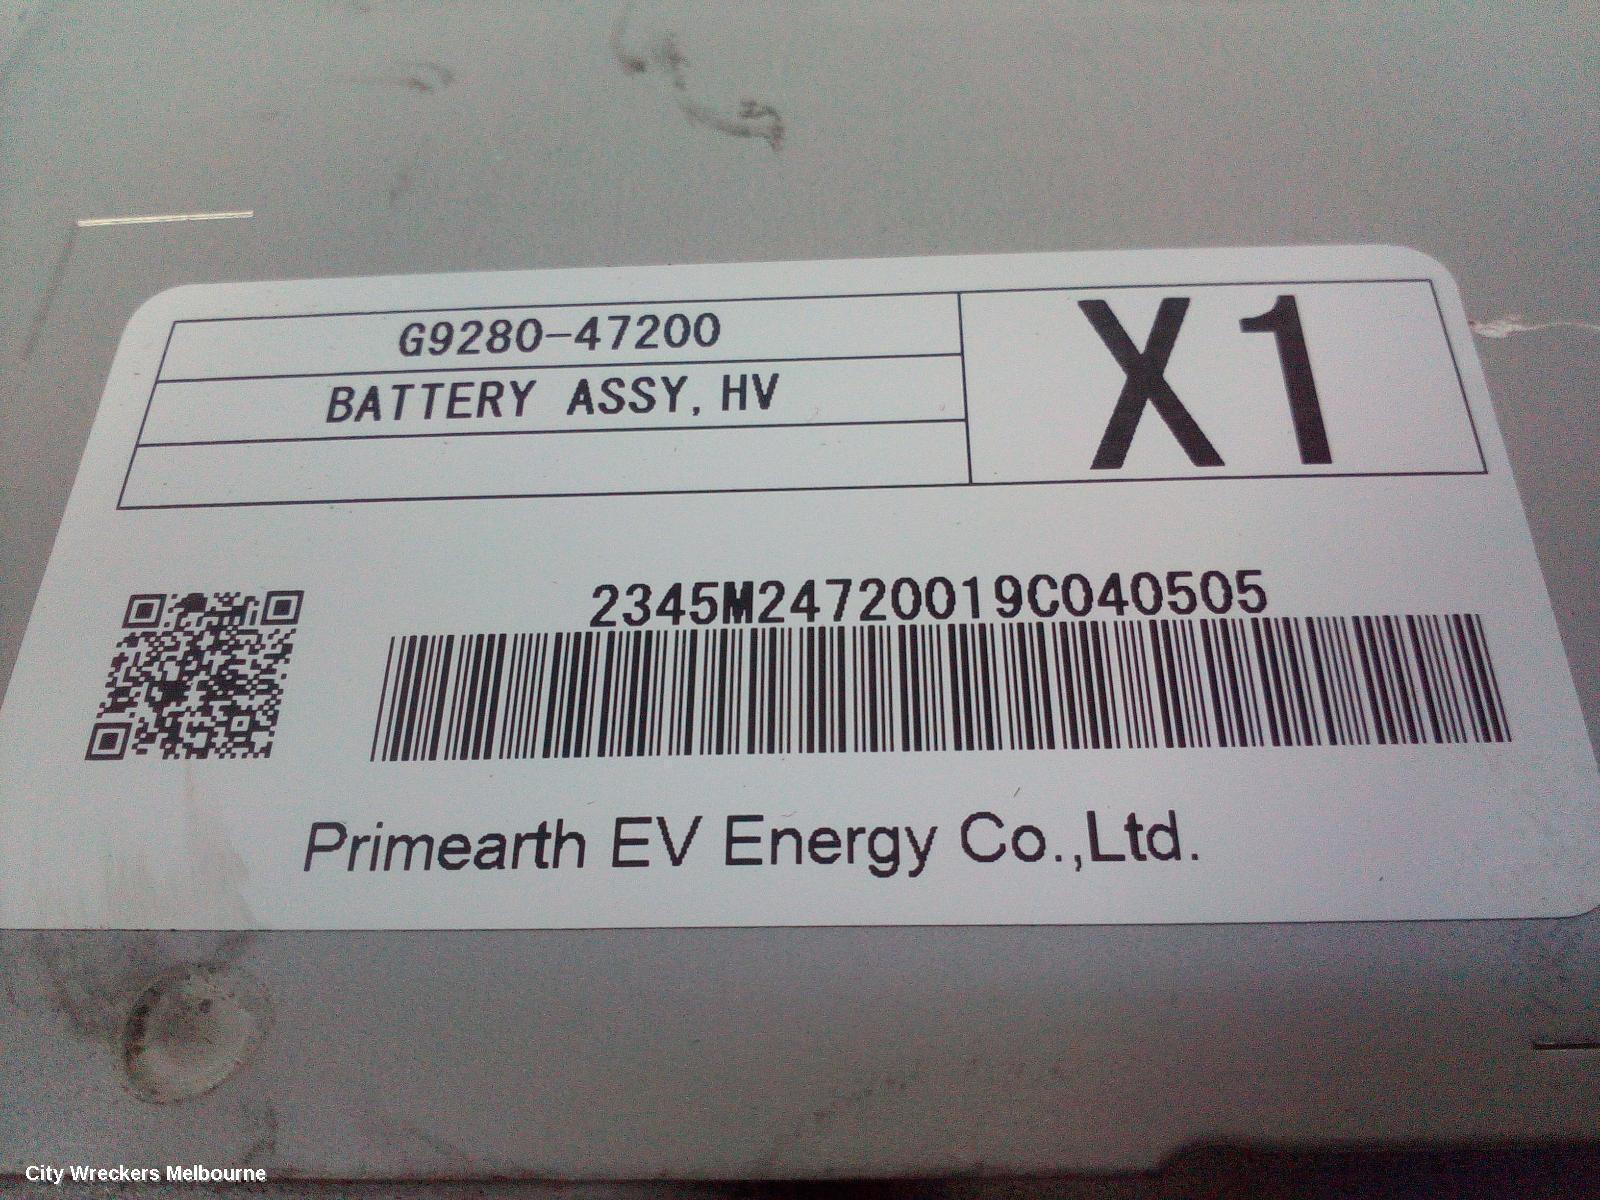 G9280-47200
BATTERY ASSY, HV
X1
2345M24720019C040505
Primearth EV Energy Co.,Ltd.
City Wreckers Melbourne